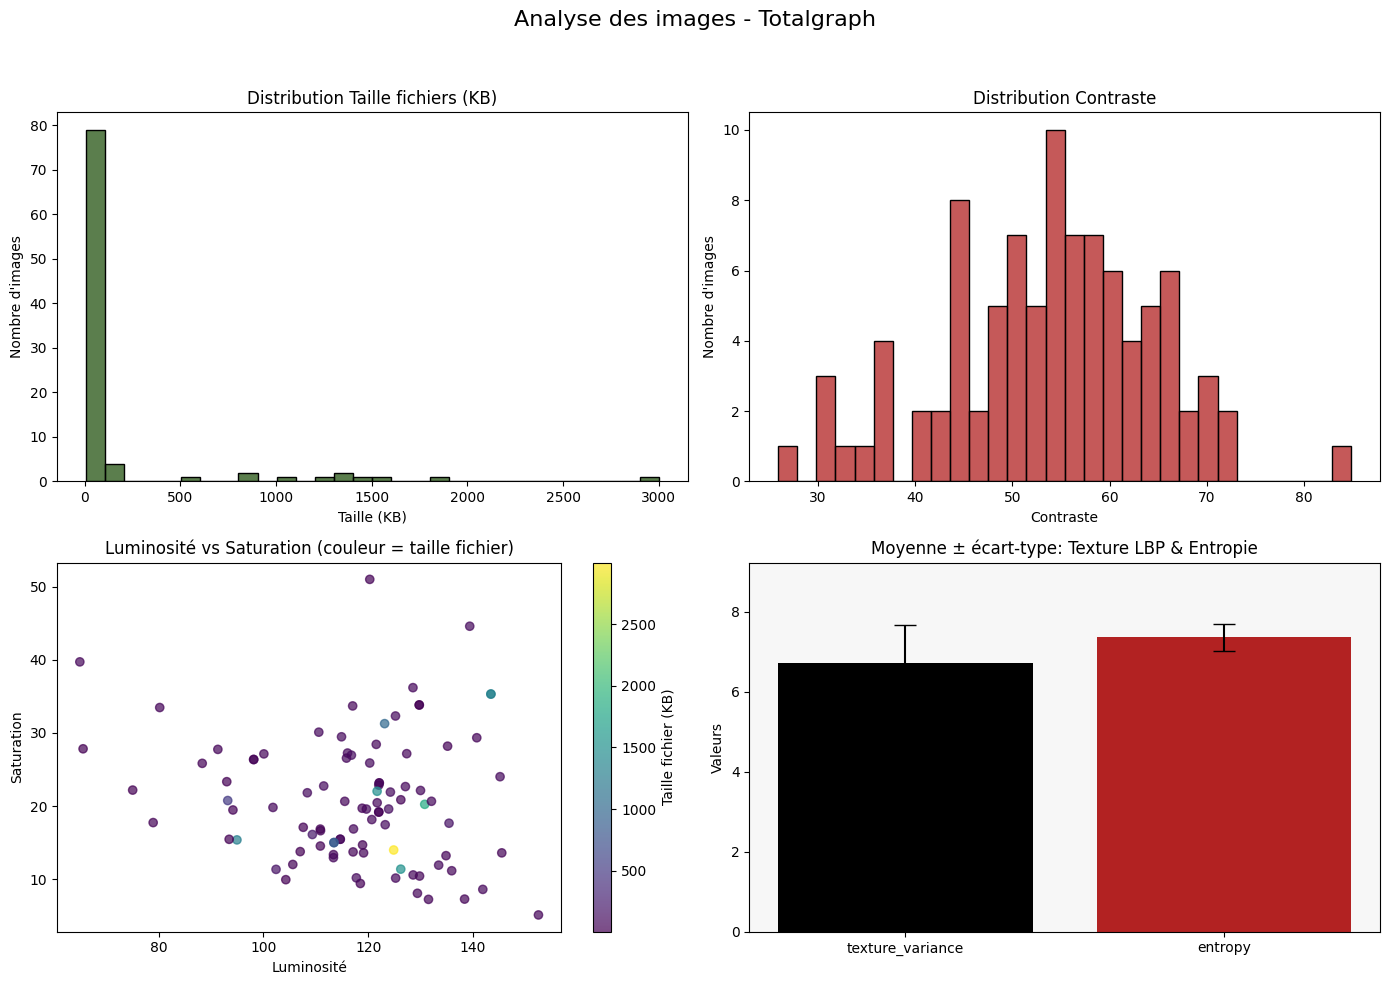 Analyse des images - Totalgraph
Distribution Taille fichiers (KB)
80
70
60
50
40
30
20
10
0
Nombre d'images
0 500 1000 1500 2000 2500 3000
Taille (KB)
Distribution Contraste
10
8
6
4
2
0
Nombre d'images
30 40 50 60 70 80
Contraste
Luminosité vs Saturation (couleur = taille fichier)
50
40
30
20
10
Saturation
80 100 120 140
Luminosité
2500
2000
1500
1000
500
Taille fichier (KB)
Moyenne ± écart-type: Texture LBP & Entropie
8
6
4
2
0
Valeurs
texture_variance entropy